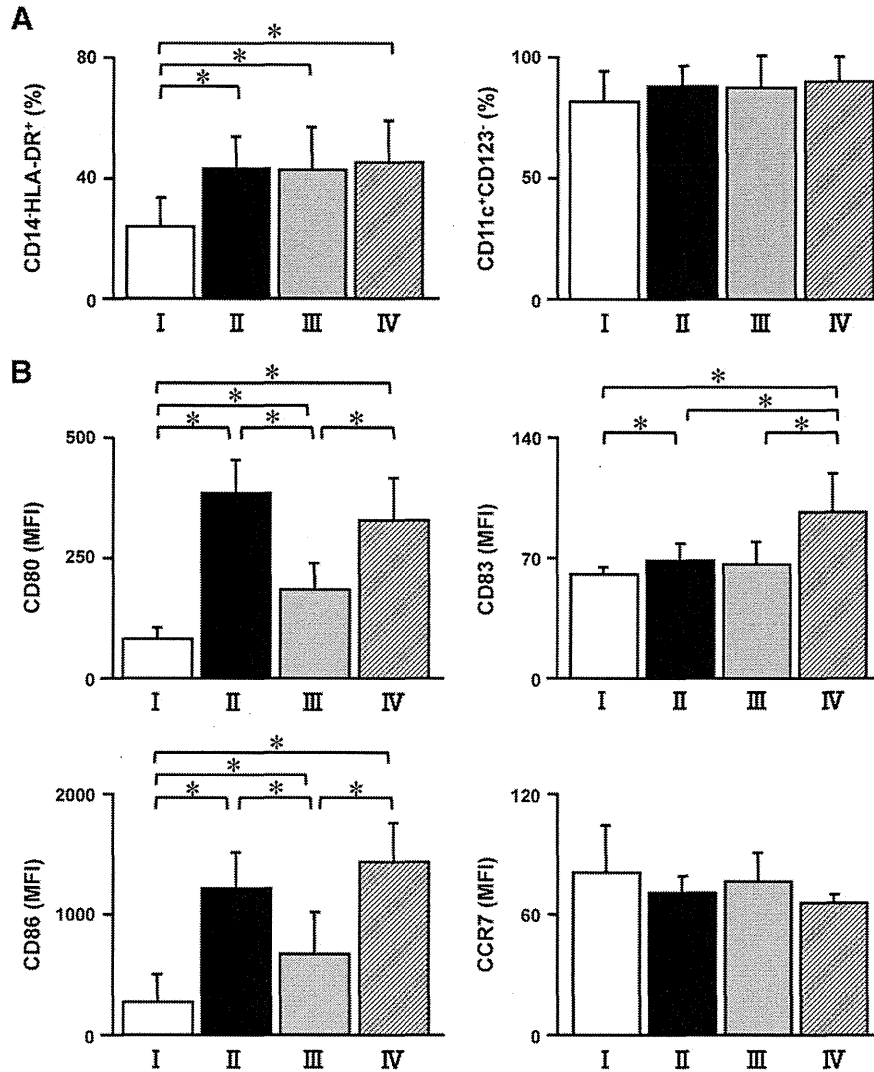 A
*
*
*
80
40
0
CD14-HLA-DR+ (%)
I II III IV
100
50
0
CD11c+CD123- (%)
I II III IV
B
*
*
* * *
500
250
0
CD80 (MFI)
I II III IV
*
*
* *
140
70
0
CD83 (MFI)
I II III IV
*
*
* * *
2000
1000
0
CD86 (MFI)
I II III IV
120
60
0
CCR7 (MFI)
I II III IV